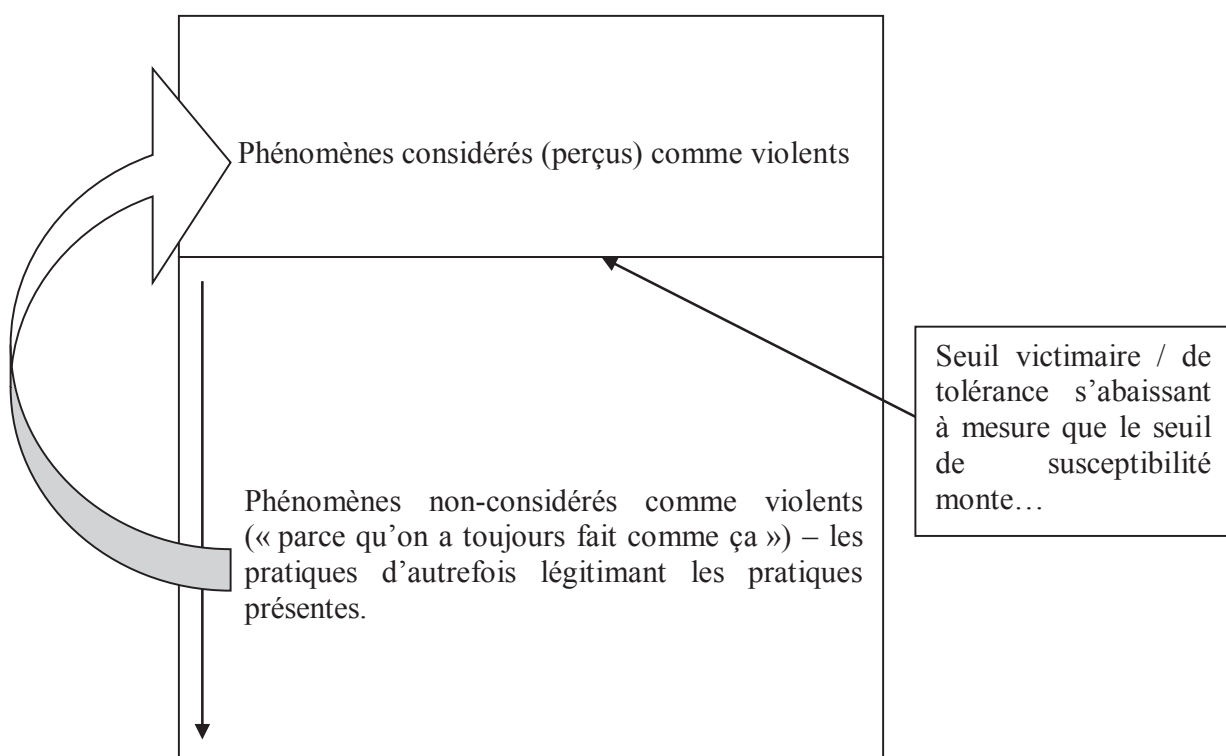 Phénomènes considérés (perçus) comme violents
Seuil victimaire / de
tolérance s’abaissant
à mesure que le seuil
de susceptibilité
monte…
Phénomènes non-considérés comme violents
(« parce qu’on a toujours fait comme ça ») – les
pratiques d’autrefois légitimant les pratiques
présentes.